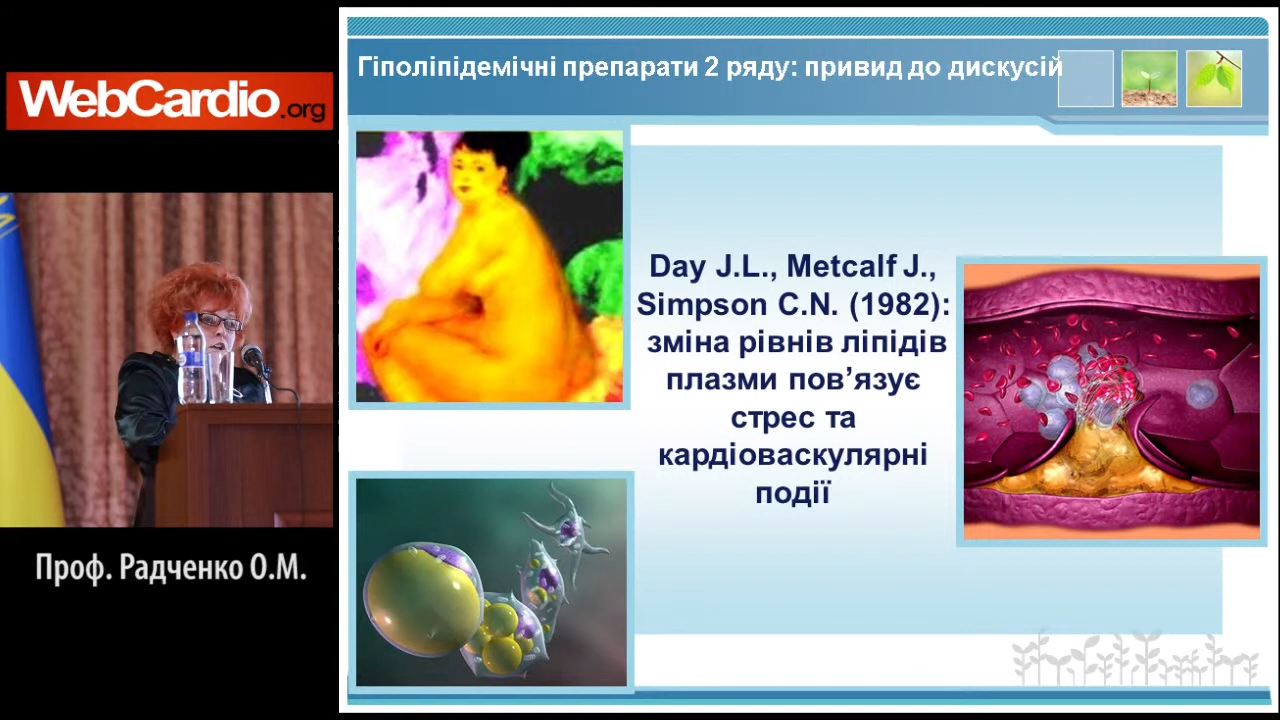 WebCardio.org
Проф. Радченко О.М.
Гіполіпідемічні препарати 2 ряду: привид до дискусій
Day J.L., Metcalf J.,
Simpson C.N. (1982):
зміна рівнів ліпідів
плазми пов’язує
стрес та
кардіоваскулярні
події